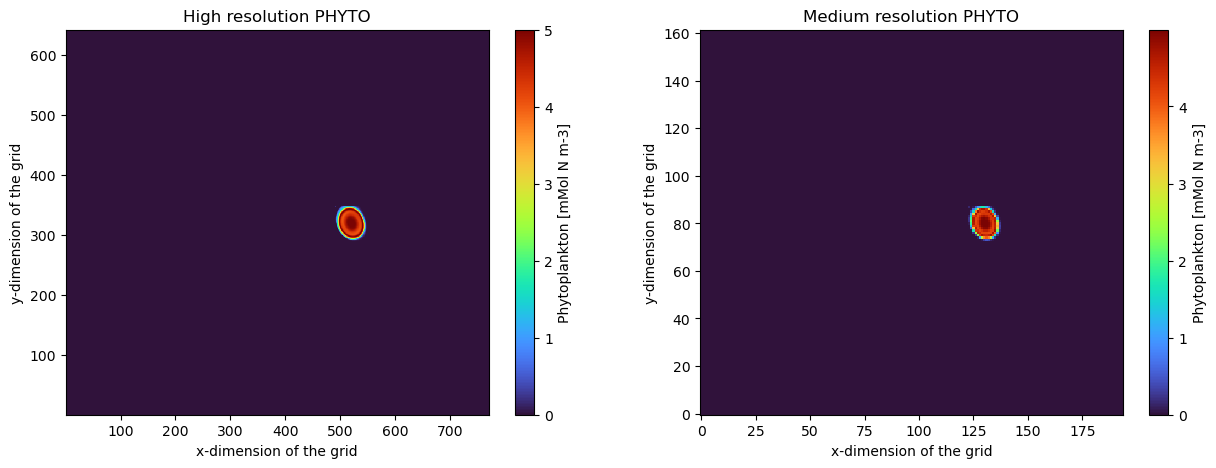 High resolution PHYTO
600
500
400
300
200
100
y-dimension of the grid
100 200 300 400 500 600 700
x-dimension of the grid
5
4
3
2
1
0
Phytoplankton [mMol N m-3]
Medium resolution PHYTO
160
140
120
100
80
60
40
20
0
y-dimension of the grid
0 25 50 75 100 125 150 175
x-dimension of the grid
4
3
2
1
0
Phytoplankton [mMol N m-3]